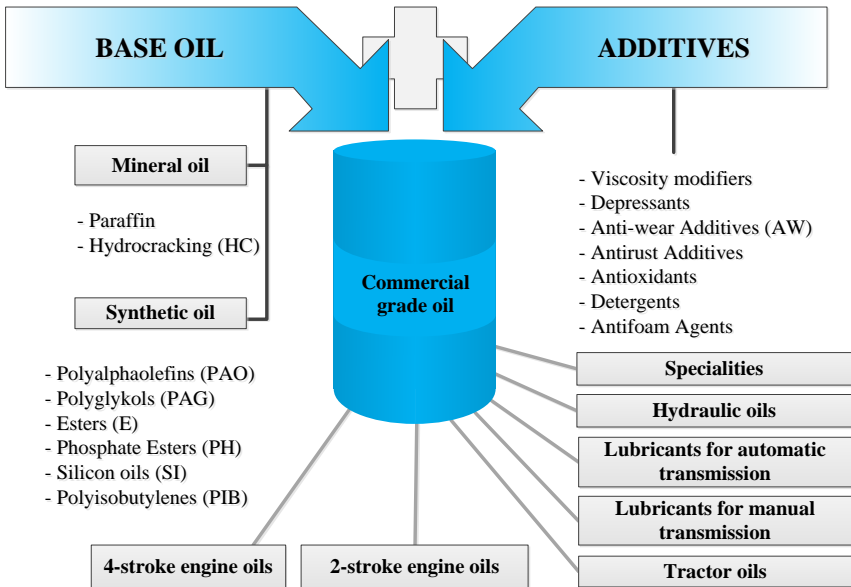 BASE OIL
ADDITIVES
Mineral oil
- Paraffin
- Hydrocracking (HC)
Synthetic oil
- Polyalphaolefins (PAO)
- Polyglykols (PAG)
- Esters (E)
- Phosphate Esters (PH)
- Silicon oils (SI)
- Polyisobutylenes (PIB)
Commercial
grade oil
- Viscosity modifiers
- Depressants
- Anti-wear Additives (AW)
- Antirust Additives
- Antioxidants
- Detergents
- Antifoam Agents
Specialities
Hydraulic oils
Lubricants for automatic
transmission
Lubricants for manual
transmission
Tractor oils
4-stroke engine oils
2-stroke engine oils